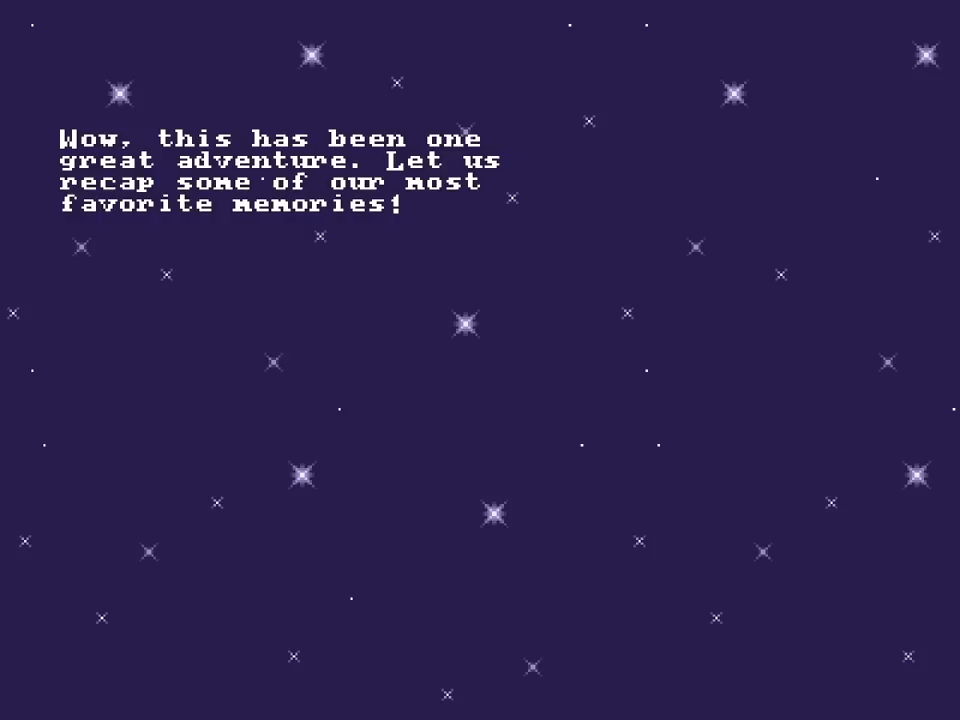 Wow, this has been one
great adventure. Let us
recap some of our most
favorite memories!